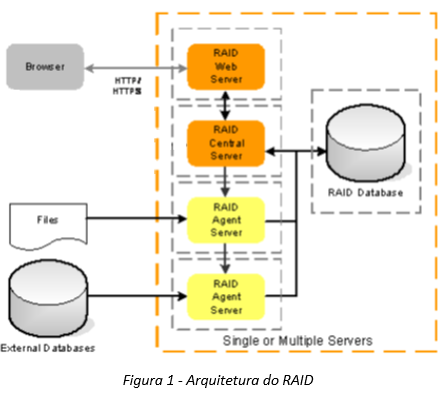 RAID
Web
Server
Browser
HTTP/
HTTPS
RAID
Central
Server
RAID Database
RAID
Agent
Server
Files
RAID
Agent
Server
External Databases
Single or Multiple Servers
Figura 1 - Arquitetura do RAID